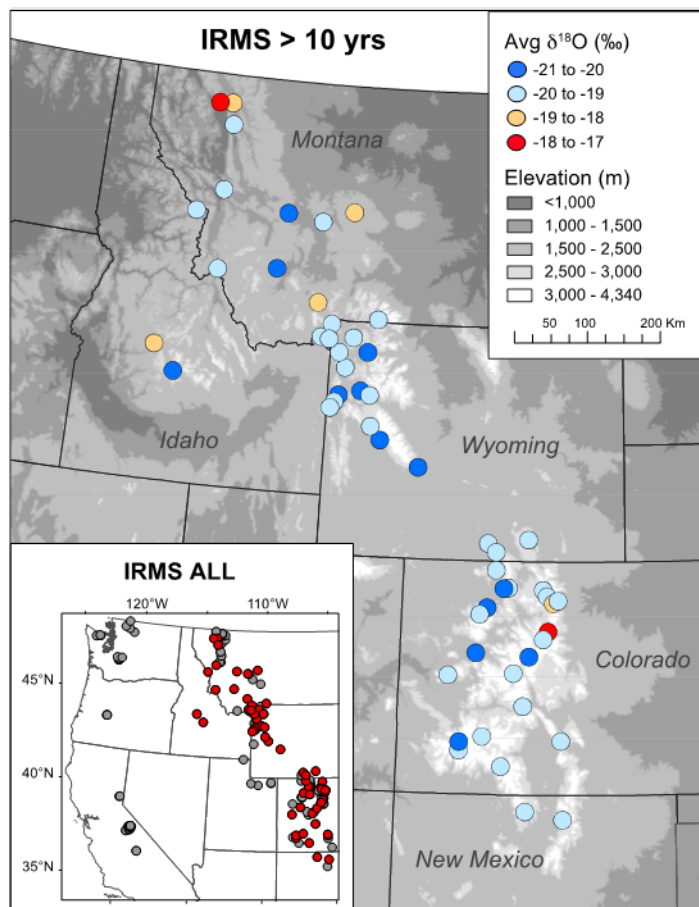 IRMS > 10 yrs
Avg δ¹⁸O (‰)
-21 to -20
-20 to -19
-19 to -18
-18 to -17
Elevation (m)
<1,000
1,000 - 1,500
1,500 - 2,500
2,500 - 3,000
3,000 - 4,340
50 100 200 Km
Montana
Idaho
Wyoming
Colorado
New Mexico
IRMS ALL
120°W 110°W
45°N
40°N
35°N